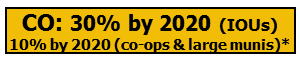 CO: 30% by 2020 (IOUs)
10% by 2020 (co-ops & large munis)*